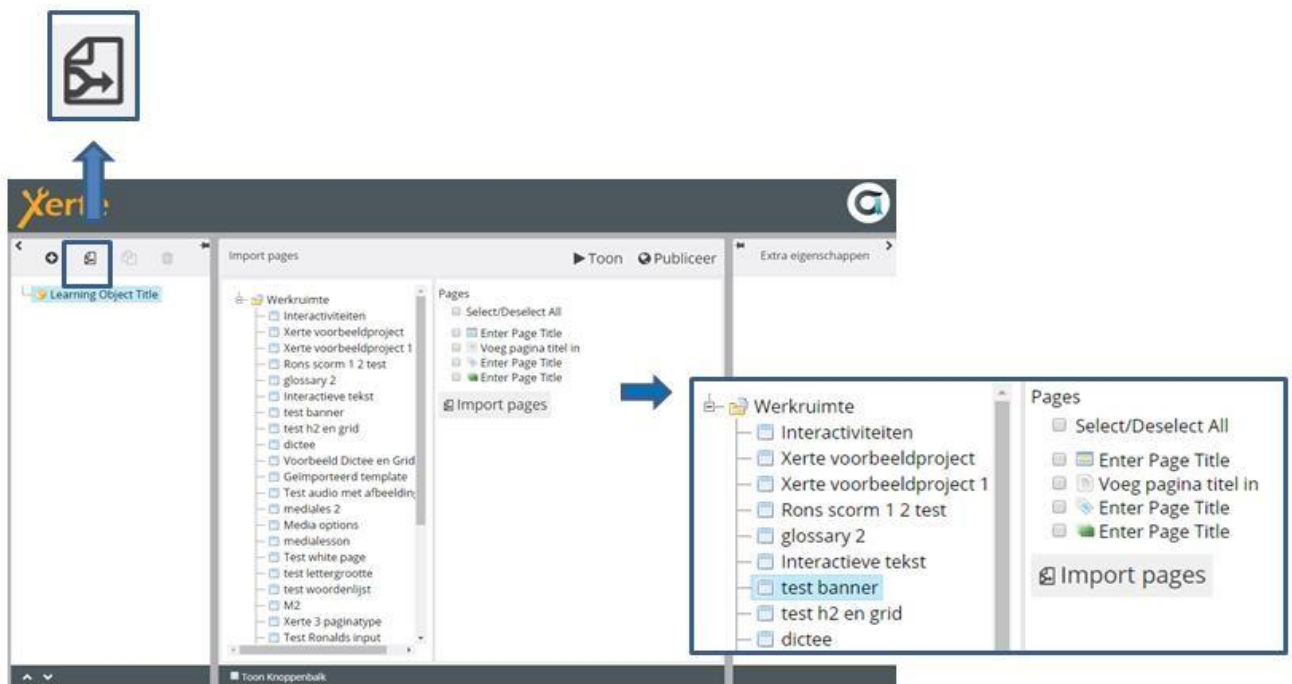 Xerte
Import pages
Toon
Publiceer
Extra eigenschappen
Learning Object Title
Werkruimte
Interactiviteiten
Xerte voorbeeldproject
Xerte voorbeeldproject 1
Rons scorm 1 2 test
glossary 2
Interactieve tekst
test banner
test h2 en grid
dictee
Voorbeeld Dictee en Grid
Geïmporteerd template
Test audio met afbeelding
mediales 2
Media options
medialesson
Test white page
test lettergrootte
test woordenlijst
M2
Xerte 3 paginatype
Test Ronalds input
Pages
Select/Deselect All
Enter Page Title
Voeg pagina titel in
Enter Page Title
Enter Page Title
Import pages
Toon Knoppenbalk
Werkruimte
Interactiviteiten
Xerte voorbeeldproject
Xerte voorbeeldproject 1
Rons scorm 1 2 test
glossary 2
Interactieve tekst
test banner
test h2 en grid
dictee
Pages
Select/Deselect All
Enter Page Title
Voeg pagina titel in
Enter Page Title
Enter Page Title
Import pages